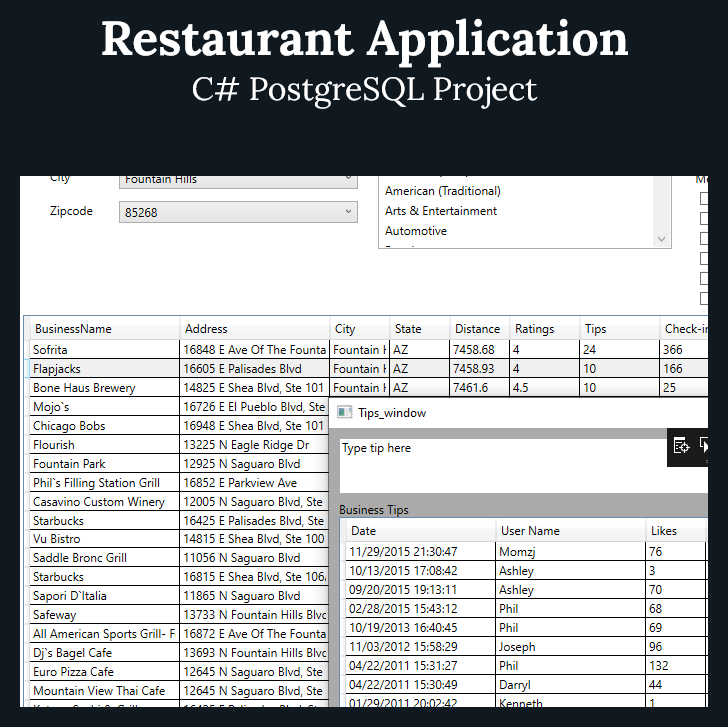 Restaurant Application
C# PostgreSQL Project
City Fountain Hills
American (Traditional)
Zipcode 85268 Arts & Entertainment
Automotive
BusinessName Address City State Distance Ratings Tips Check-in
Sofrita 16848 E Ave Of The Founta Fountain H AZ 7458.68 4 24 366
Flapjacks 16605 E Palisades Blvd Fountain H AZ 7458.93 4 10 166
Bone Haus Brewery 14825 E Shea Blvd, Ste 101 Fountain H AZ 7461.6 4.5 10 25
Mojo`s 16726 E El Pueblo Blvd, Ste
Chicago Bobs 16948 E Shea Blvd, Ste 101
Flourish 13225 N Eagle Ridge Dr
Fountain Park 12925 N Saguaro Blvd
Phil`s Filling Station Grill 16852 E Parkview Ave
Casavino Custom Winery 12005 N Saguaro Blvd, Ste
Starbucks 16425 E Palisades Blvd, Ste
Vu Bistro 14815 E Shea Blvd, Ste 100
Saddle Bronc Grill 11056 N Saguaro Blvd
Starbucks 16815 E Shea Blvd, Ste 106
Sapori D`Italia 11865 N Saguaro Blvd
Safeway 13733 N Fountain Hills Blvd
All American Sports Grill- F 16872 E Ave Of The Founta
Dj`s Bagel Cafe 13693 N Fountain Hills Blvd
Euro Pizza Cafe 12645 N Saguaro Blvd, Ste
Mountain View Thai Cafe 12645 N Saguaro Blvd, Ste
Tips_window
Type tip here
Business Tips
Date User Name Likes
11/29/2015 21:30:47 Momzj 76
10/13/2015 17:08:42 Ashley 3
09/20/2015 19:13:11 Ashley 70
02/28/2015 15:43:12 Phil 68
10/19/2013 16:40:45 Phil 69
11/03/2012 15:58:29 Joseph 96
04/22/2011 15:31:27 Phil 132
04/22/2011 15:30:49 Darryl 44
01/29/2011 20:02:42 Kenneth 1